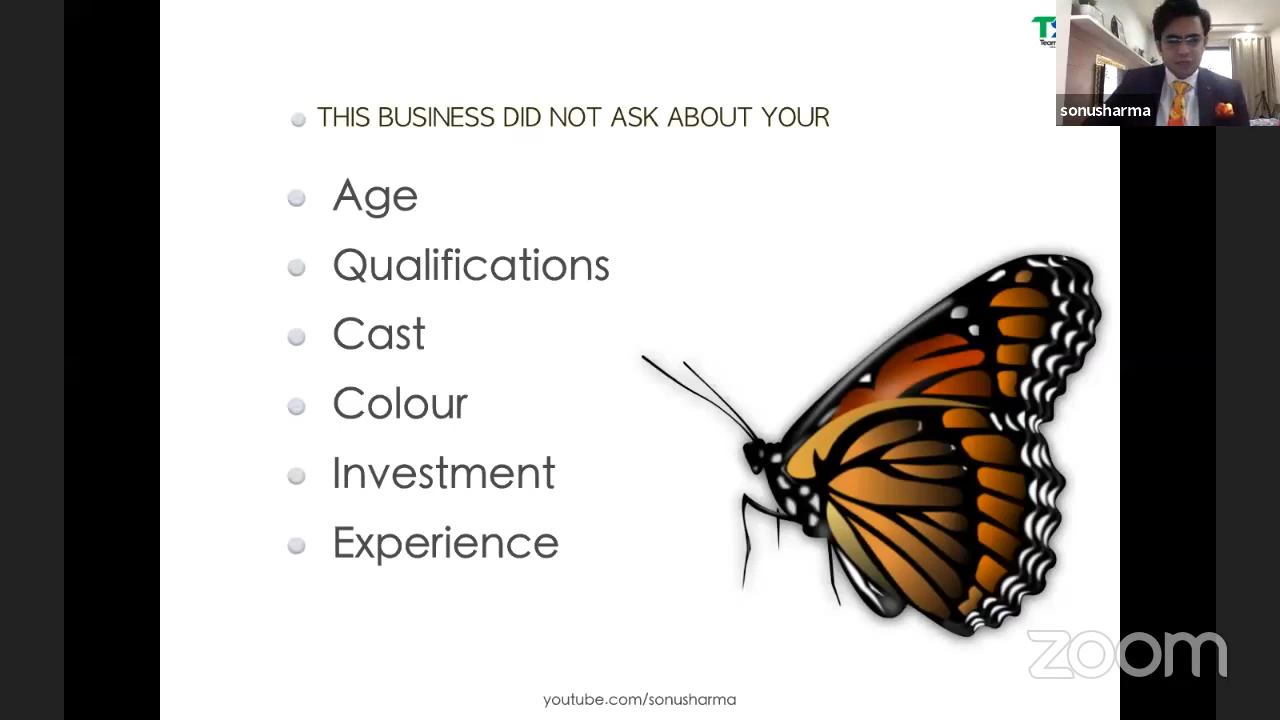 THIS BUSINESS DID NOT ASK ABOUT YOUR
sonusharma
Age
Qualifications
Cast
Colour
Investment
Experience
zoom
youtube.com/sonusharma